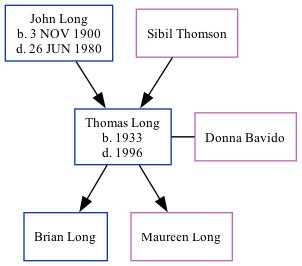 John Long
b. 3 NOV 1900
d. 26 JUN 1980
Sibil Thomson
Thomas Long
b. 1933
d. 1996
Donna Bavido
Brian Long
Maureen Long